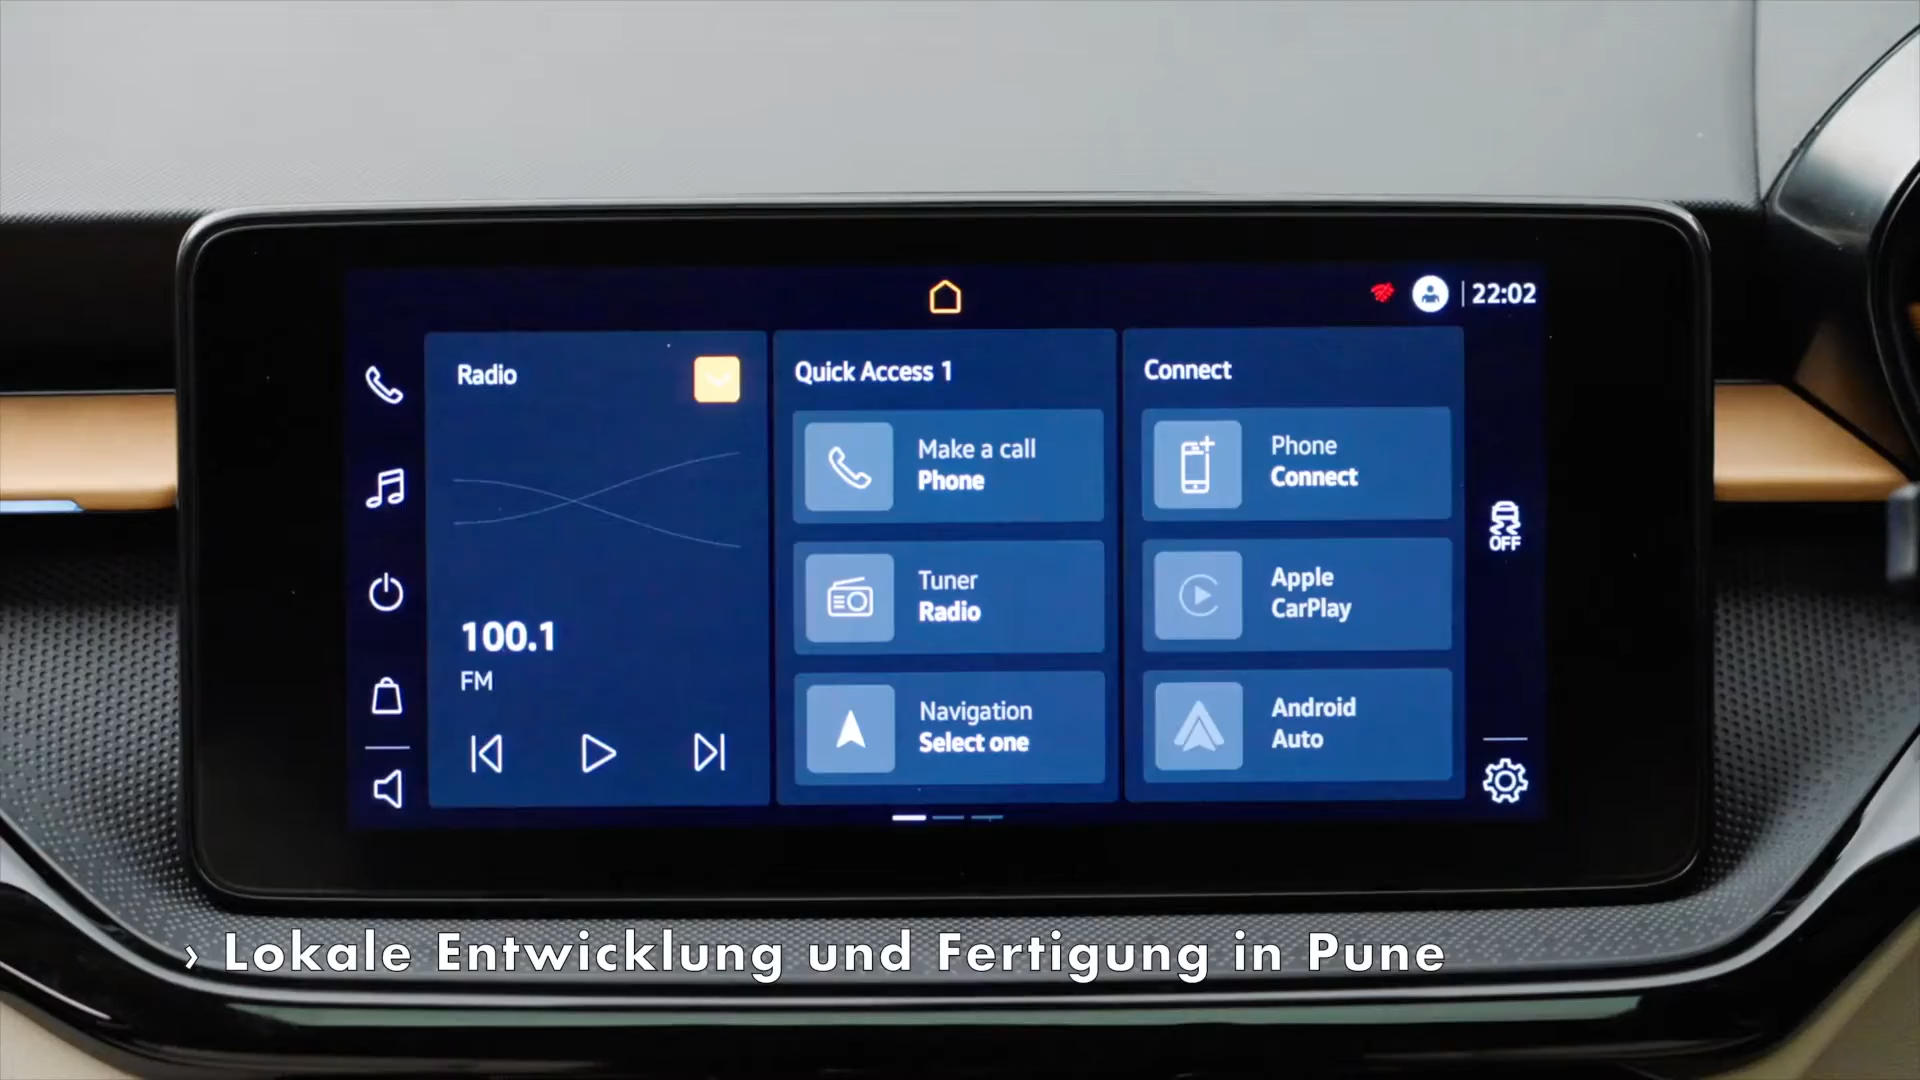 22:02
Radio
100.1
FM
Quick Access 1
Make a call
Phone
Tuner
Radio
Navigation
Select one
Connect
Phone
Connect
Apple
CarPlay
Android
Auto
OFF
› Lokale Entwicklung und Fertigung in Pune